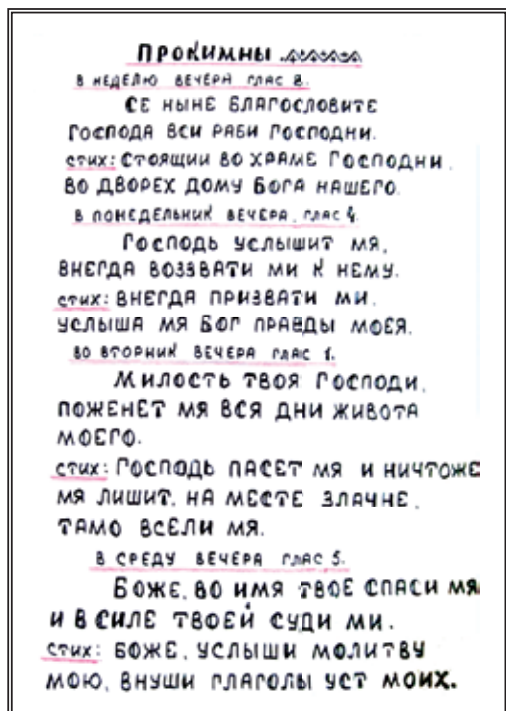 Прокимны
в неделю вечера глас 8.
Се ныне благословите
Господа вси раби Господни.
стих: Стоящии во храме Господни,
во дворех дому Бога нашего.
в понедельник вечера, глас 4.
Господь услышит мя,
внегда воззвати ми к Нему.
стих: внегда призвати ми,
услыша мя Бог правды моея.
во вторник вечера глас 1.
Милость Твоя Господи,
поженет мя вся дни живота
моего.
стих: Господь пасет мя и ничтоже
мя лишит, на месте злачне,
тамо всели мя.
в среду вечера глас 5.
Боже, во имя Твое спаси мя
и в силе Твоей суди ми.
стих: Боже, услыши молитву
мою, внуши глаголы уст моих.